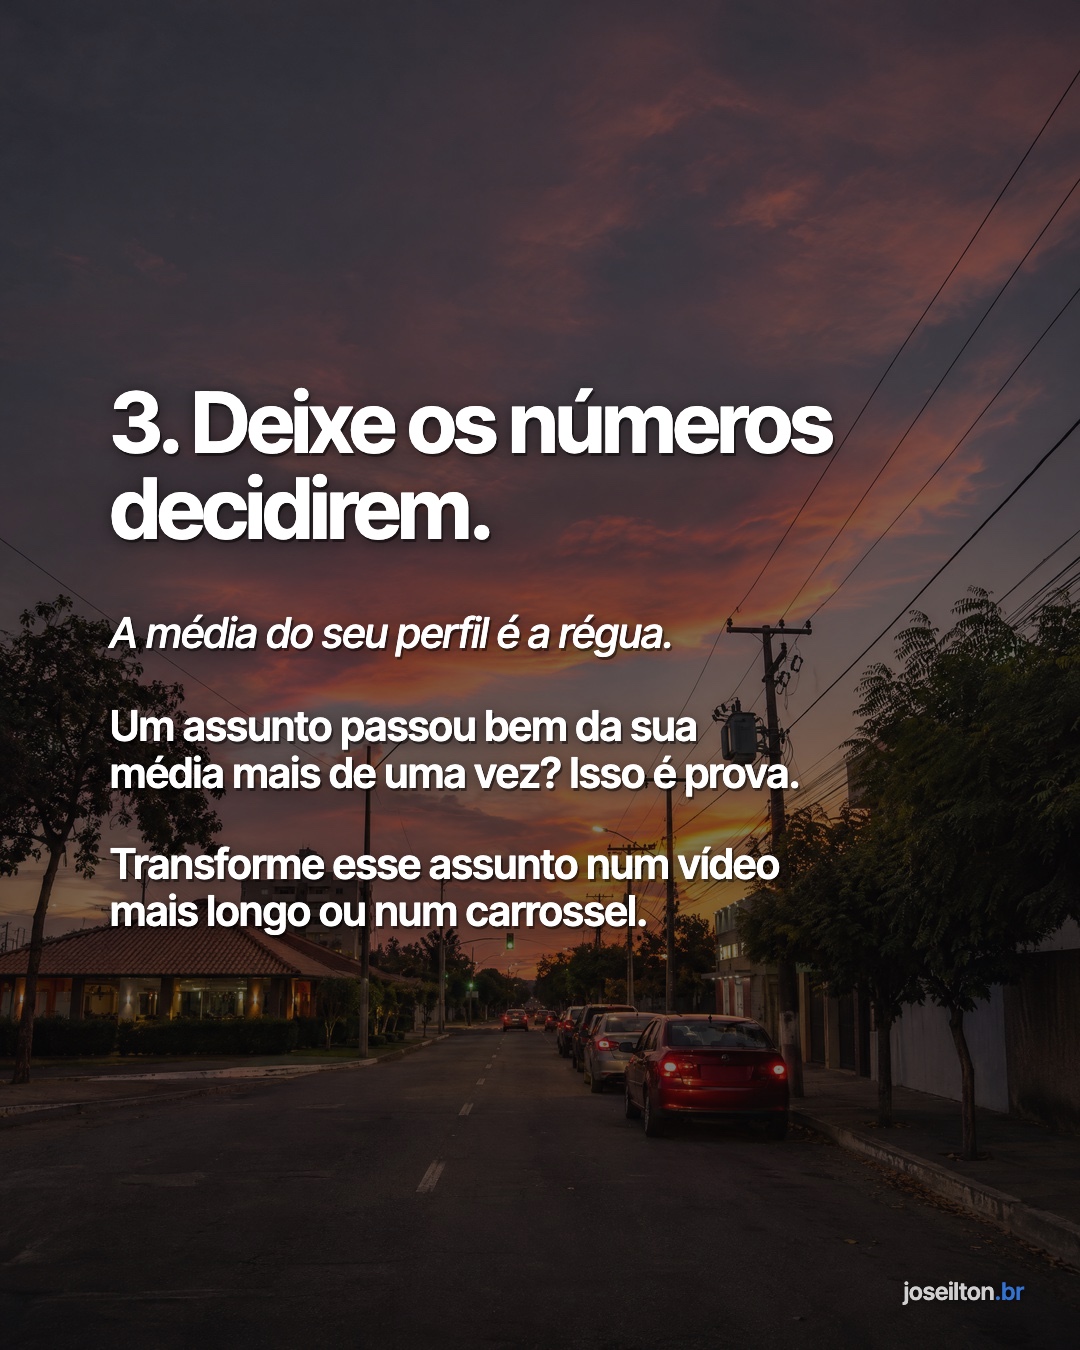 3. Deixe os números
decidirem.
A média do seu perfil é a régua.
Um assunto passou bem da sua
média mais de uma vez? Isso é prova.
Transforme esse assunto num vídeo
mais longo ou num carrossel.
joseilton.br